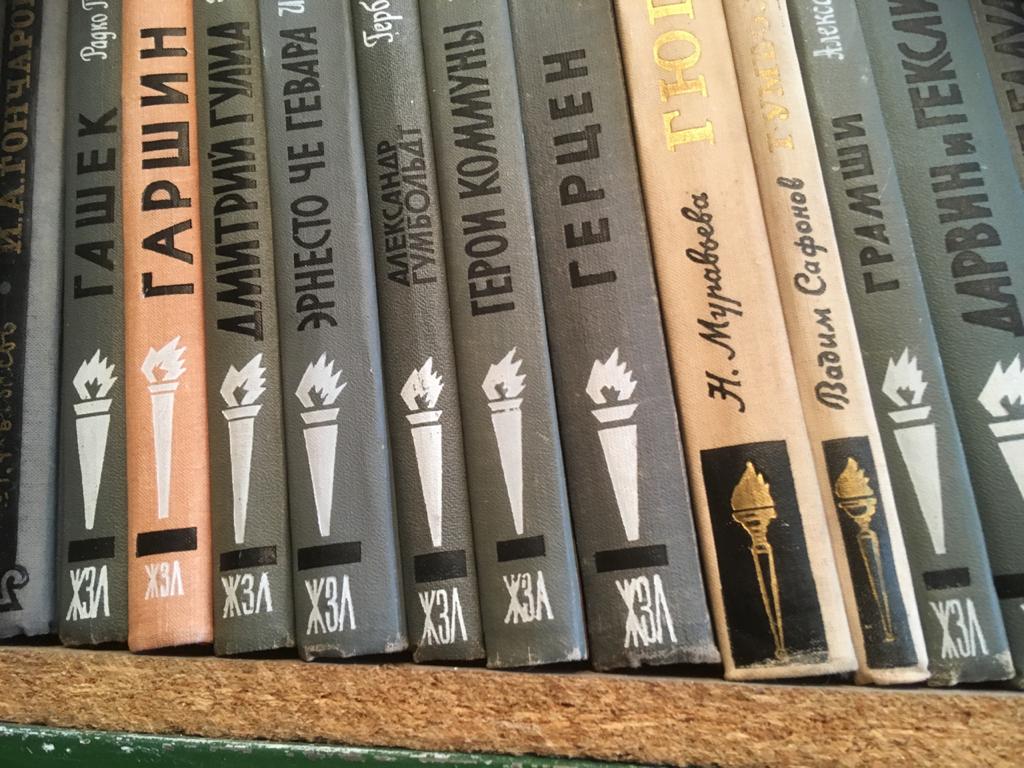 И.А.ГОНЧАРОВ
Радко
ГАШЕК
ЖЗЛ
ГАРШИН
ЖЗЛ
ДМИТРИЙ ГУЛИА
ЖЗЛ
ЭРНЕСТО ЧЕ ГЕВАРА
ЖЗЛ
АЛЕКСАНДР
ГУМБОЛЬДТ
ЖЗЛ
ГЕРОИ КОММУНЫ
ЖЗЛ
ГЕРЦЕН
ЖЗЛ
Н. Муравьева
Вадим Сафонов
ГРАМШИ
ЖЗЛ
ДАРВИН И ГЕКСЛИ